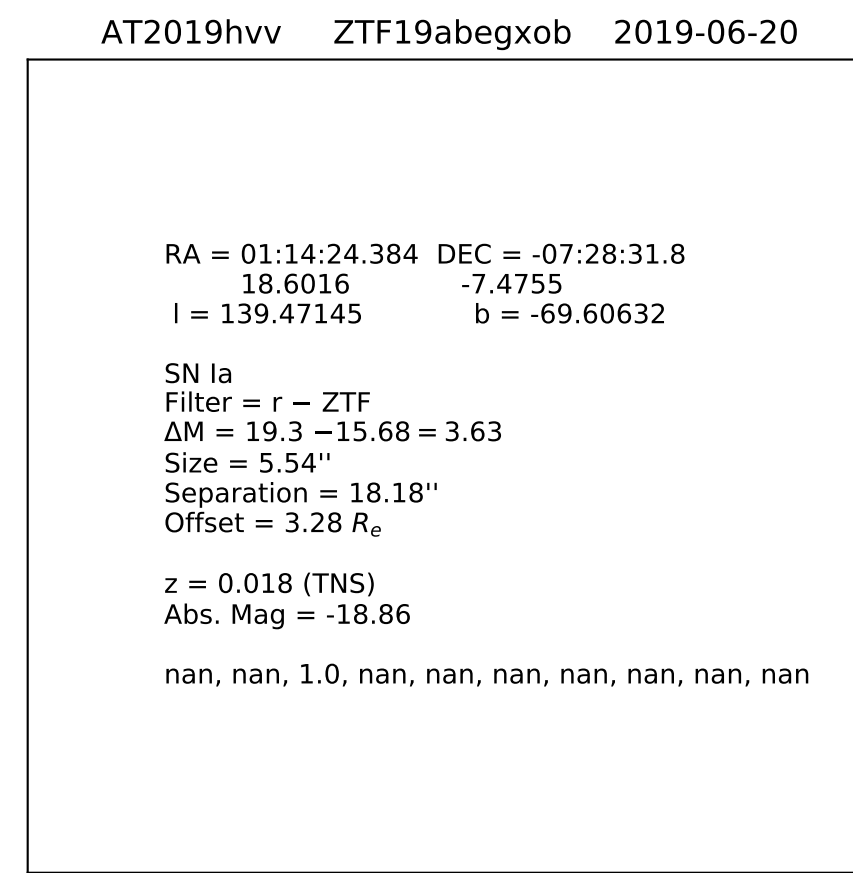 AT2019hvv ZTF19abegxob 2019-06-20
RA = 01:14:24.384 DEC = -07:28:31.8
18.6016 -7.4755
l = 139.47145 b = -69.60632
SN Ia
Filter = r − ZTF
ΔM = 19.3 −15.68 = 3.63
Size = 5.54''
Separation = 18.18''
Offset = 3.28 Rₑ
z = 0.018 (TNS)
Abs. Mag = -18.86
nan, nan, 1.0, nan, nan, nan, nan, nan, nan, nan